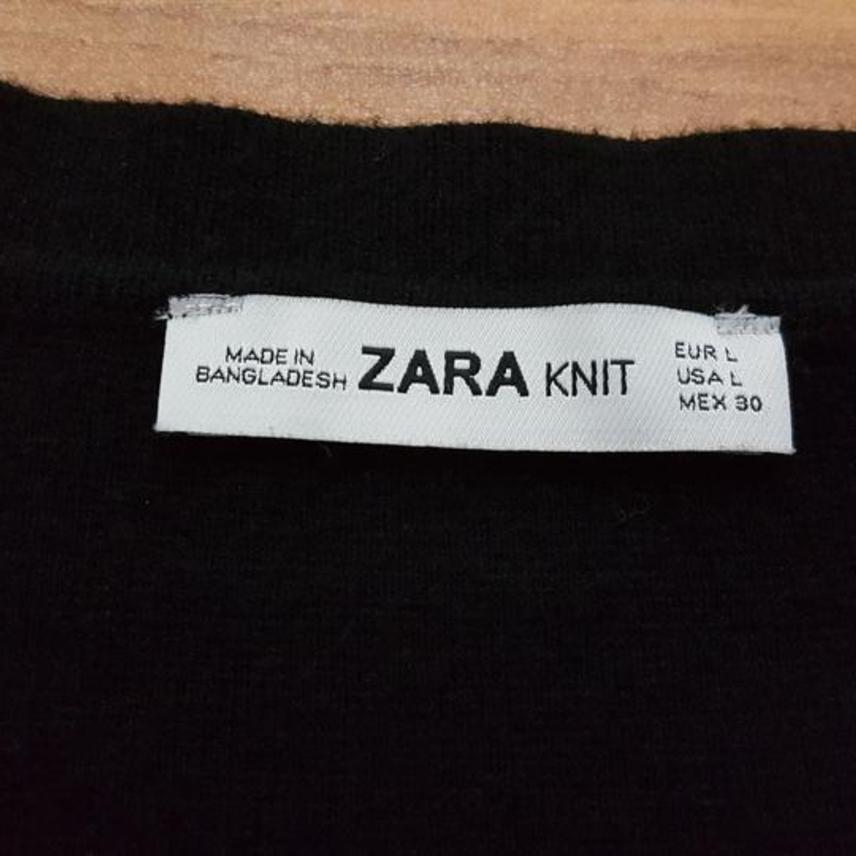 MADE IN
BANGLADESH
ZARA KNIT
EUR L
USA L
MEX 30